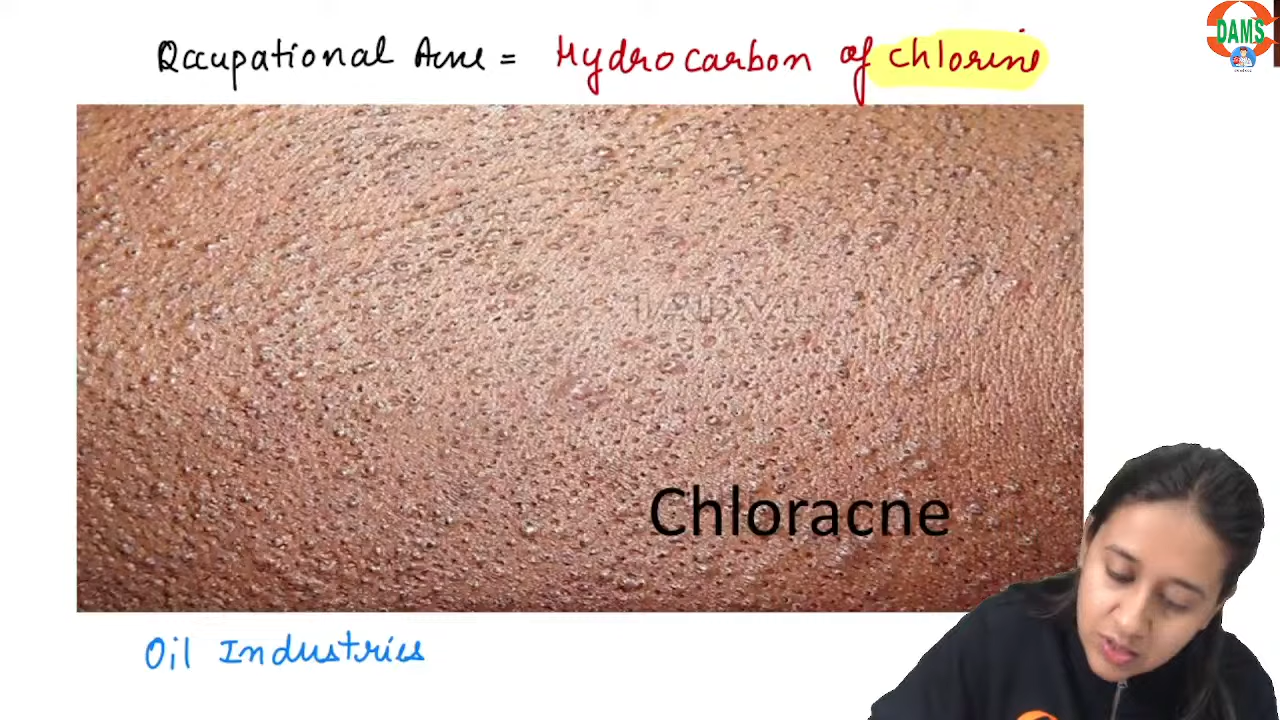 Occupational Acne = Hydrocarbon of chlorine
DAMS
Chloracne
Oil Industries